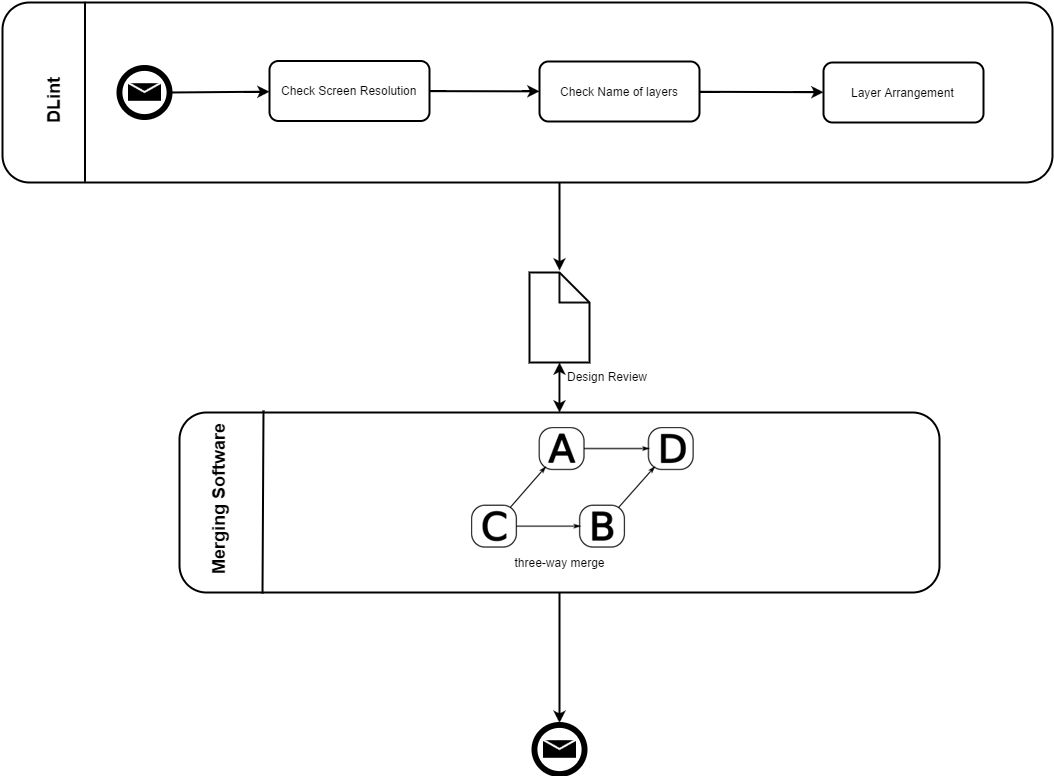 DLint
Check Screen Resolution
Check Name of layers
Layer Arrangement
Design Review
Merging Software
A
D
C
B
three-way merge